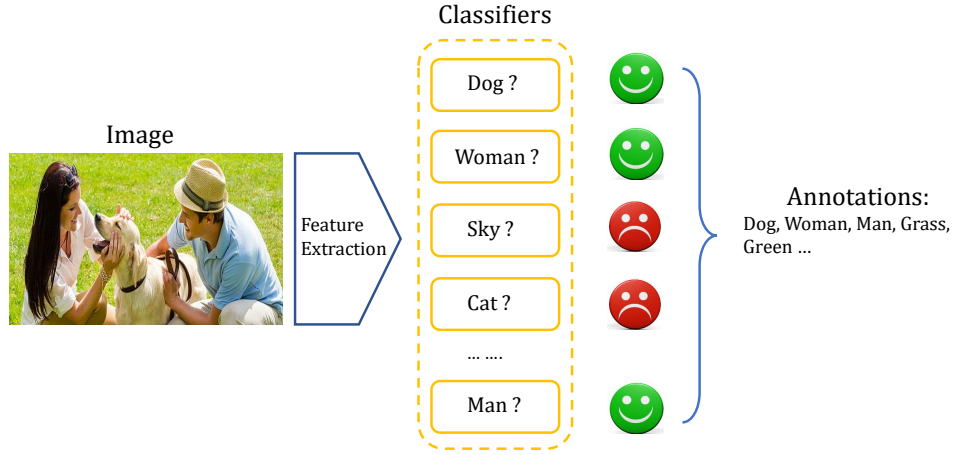 Classifiers
Image
Feature
Extraction
Dog ?
Woman ?
Sky ?
Cat ?
... ....
Man ?
Annotations:
Dog, Woman, Man, Grass,
Green ...